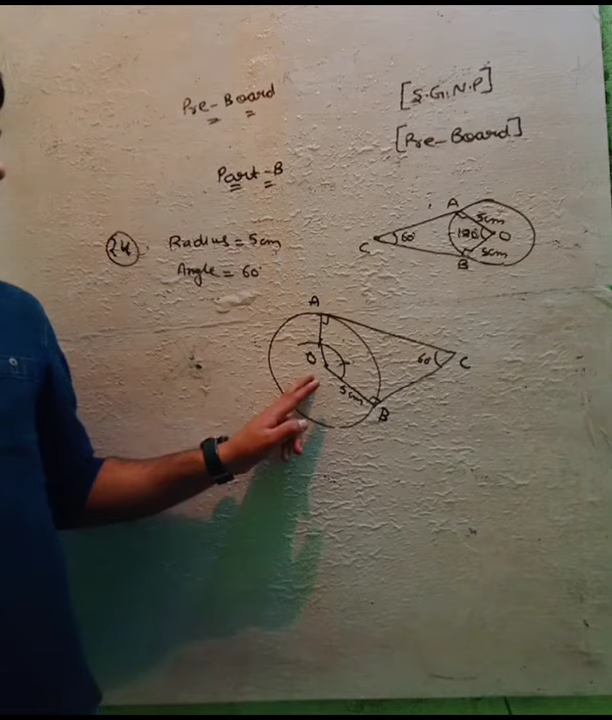 Pre-Board
[S.G.N.P]
[Pre-Board]
Part-B
24
Radius = 5cm
Angle = 60°
A
5cm
C
60°
120°
O
5cm
B
A
O
60°
C
5cm
B